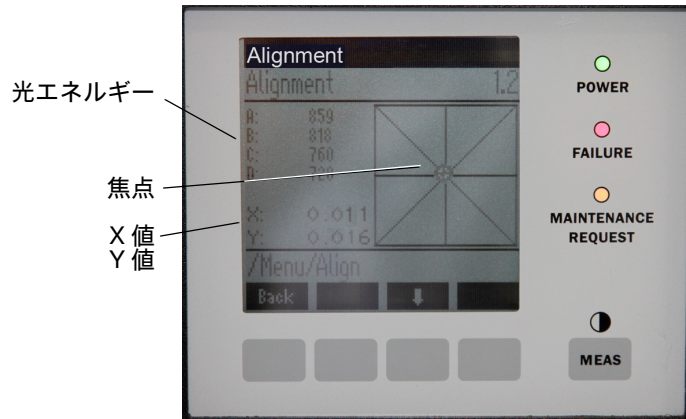 Alignment
Alignment 1.2
光エネルギー
A: 859
B: 818
C: 760
D: 720
焦点
X 値
Y 値
X: 0.011
Y: 0.016
/Menu/Align
Back
POWER
FAILURE
MAINTENANCE
REQUEST
MEAS